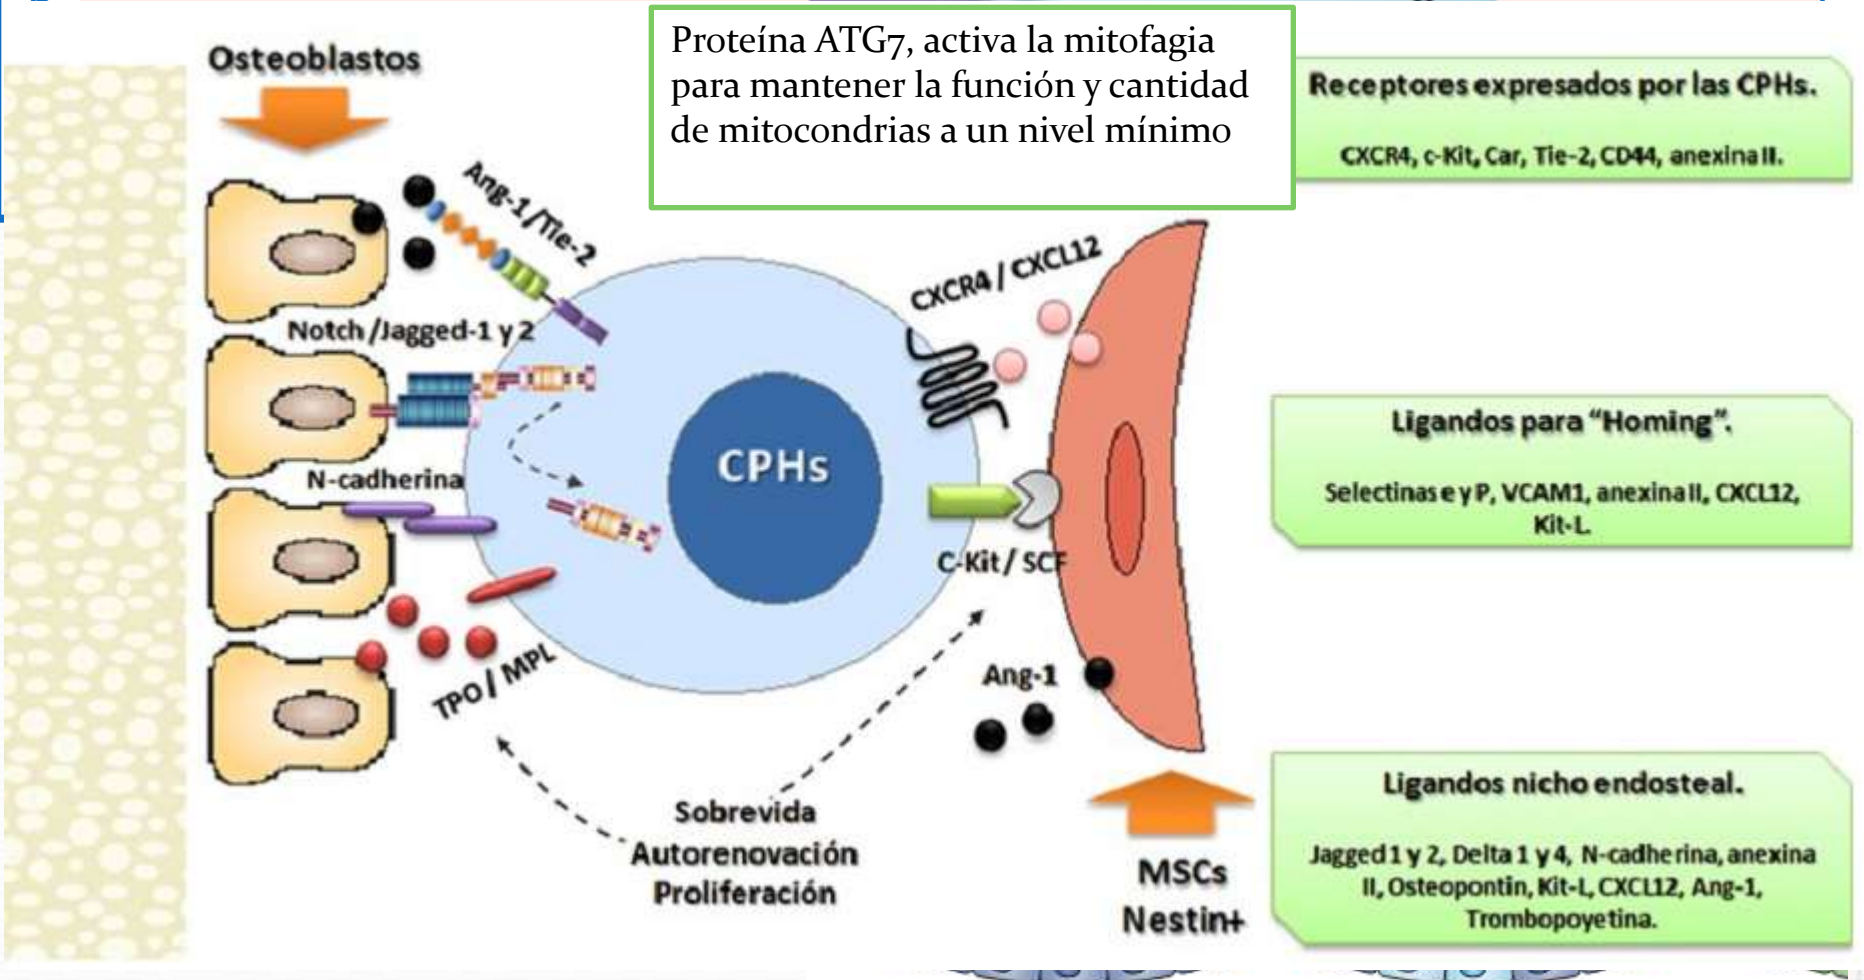 Proteína ATG7, activa la mitofagia
para mantener la función y cantidad
de mitocondrias a un nivel mínimo
Osteoblastos
Receptores expresados por las CPHs.
CXCR4, c-Kit, Car, Tie-2, CD44, anexina II.
Ang-1/Tie-2
CXCR4 / CXCL12
Notch /Jagged-1 y 2
N-cadherina
CPHs
Ligandos para “Homing”.
Selectinas e y P, VCAM1, anexina II, CXCL12,
Kit-L.
C-Kit / SCF
TPO / MPL
Ang-1
Sobrevida
Autorenovación
Proliferación
MSCs
Nestin+
Ligandos nicho endosteal.
Jagged 1 y 2, Delta 1 y 4, N-cadherina, anexina
II, Osteopontin, Kit-L, CXCL12, Ang-1,
Trombopoyetina.